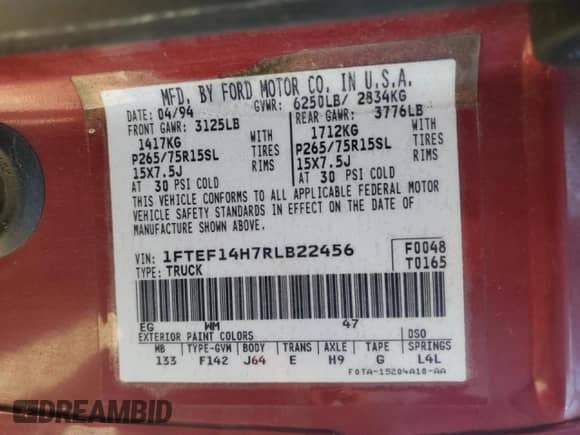 MFD. BY FORD MOTOR CO. IN U.S.A.
DATE: 04/94 GVWR: 6250LB/ 2834KG
FRONT GAWR: 3125LB REAR GAWR: 3776LB
1417KG WITH 1712KG WITH
P265/75R15SL TIRES P265/75R15SL TIRES
15X7.5J RIMS 15X7.5J RIMS
AT 30 PSI COLD AT 30 PSI COLD
THIS VEHICLE CONFORMS TO ALL APPLICABLE FEDERAL MOTOR
VEHICLE SAFETY STANDARDS IN EFFECT ON THE DATE OF
MANUFACTURE SHOWN ABOVE.
VIN: 1FTEF14H7RLB22456 F0048
TYPE: TRUCK T0165
EG WM 47
EXTERIOR PAINT COLORS DSO
WB TYPE-GVM BODY TRANS AXLE TAPE SPRINGS
133 F142 J64 E H9 G L4L
F0TA-15204A10-AA
DREAMBID